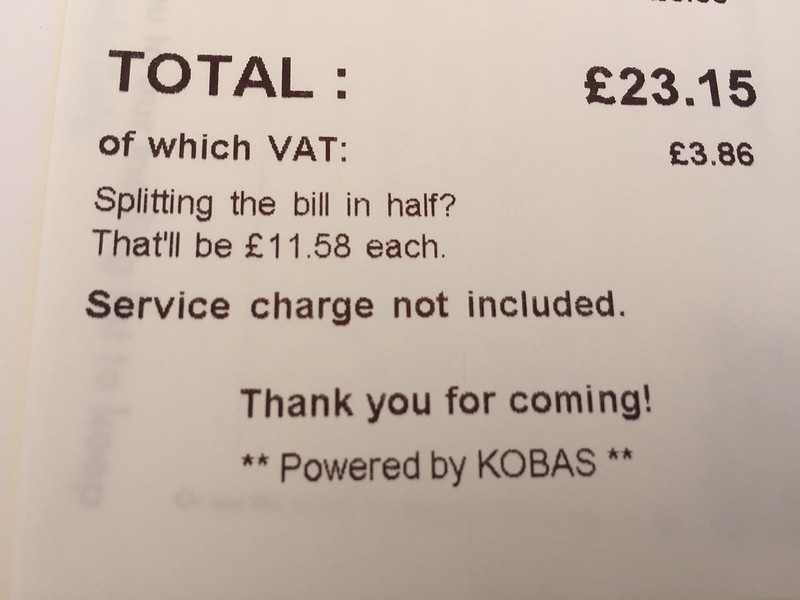 TOTAL : £23.15
of which VAT: £3.86
Splitting the bill in half?
That'll be £11.58 each.
Service charge not included.
Thank you for coming!
** Powered by KOBAS **